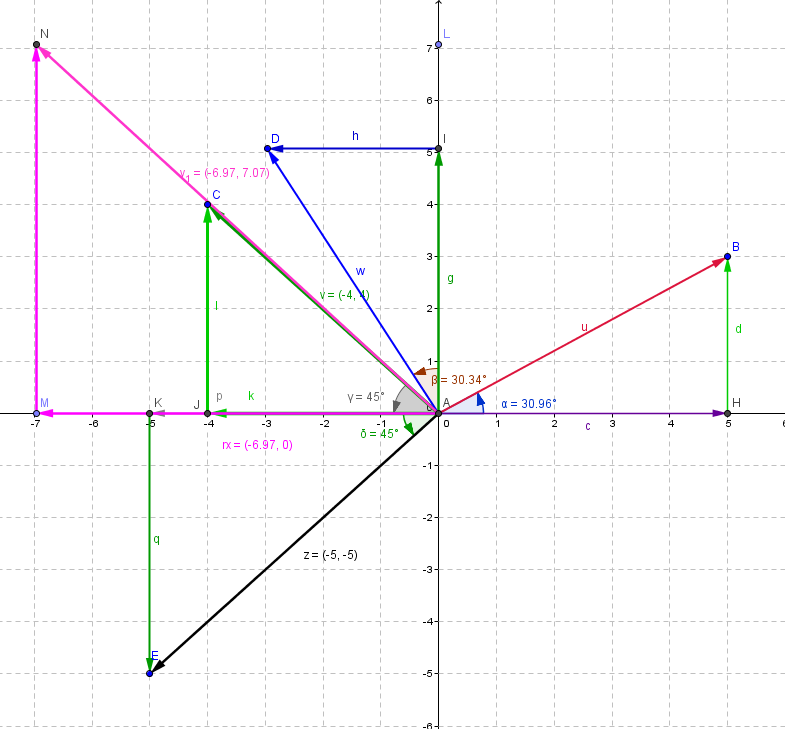 N
L
7
6
D
h
I
5
v₁ = (-6.97, 7.07)
C
4
B
3
w
g
v = (-4, 4)
u
l
d
2
1
β = 30.34°
p
k
γ = 45°
α = 30.96°
M
K
J
0
A
H
-7
-5
-4
-3
-2
-1
0
1
2
3
4
5
6
c
δ = 45°
rx = (-6.97, 0)
-1
-2
q
z = (-5, -5)
-3
-4
E
-5
-6